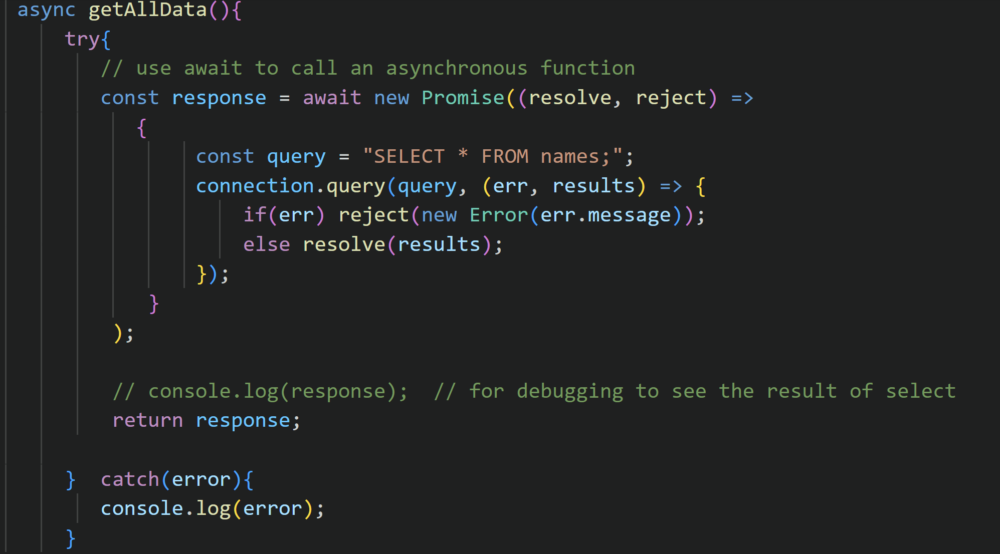 async getAllData(){
try{
// use await to call an asynchronous function
const response = await new Promise((resolve, reject) =>
{
const query = "SELECT * FROM names;";
connection.query(query, (err, results) => {
if(err) reject(new Error(err.message));
else resolve(results);
});
}
);
// console.log(response);  // for debugging to see the result of select
return response;
}  catch(error){
console.log(error);
}